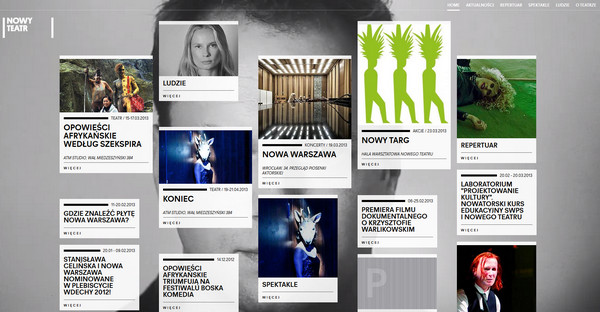 NOWY
TEATR
HOME AKTUALNOŚCI REPERTUAR SPEKTAKLE LUDZIE O TEATRZE
TEATR / 15-17.03.2013
OPOWIEŚCI
AFRYKAŃSKIE
WEDŁUG SZEKSPIRA
ATM STUDIO, WAŁ MIEDZESZYŃSKI 384
WIĘCEJ
11-20.02.2013
GDZIE ZNALEŹĆ PŁYTĘ
NOWA WARSZAWA?
WIĘCEJ
20.01 - 08.02.2013
STANISŁAWA
CELIŃSKA I NOWA
WARSZAWA
NOMINOWANE
W PLEBISCYCIE
WDECHY 2012!
WIĘCEJ
LUDZIE
WIĘCEJ
TEATR / 19-21.04.2013
KONIEC
ATM STUDIO, WAŁ MIEDZESZYŃSKI 384
WIĘCEJ
14.12.2012
OPOWIEŚCI
AFRYKAŃSKIE
TRIUMFUJĄ NA
FESTIWALU BOSKA
KOMEDIA
WIĘCEJ
KONCERTY / 19.03.2013
NOWA WARSZAWA
WROCŁAW, 34. PRZEGLĄD PIOSENKI
AKTORSKIEJ
WIĘCEJ
SPEKTAKLE
WIĘCEJ
AKCJE / 23.03.2013
NOWY TARG
HALA WARSZTATOWA NOWEGO TEATRU
WIĘCEJ
06-25.02.2013
PREMIERA FILMU
DOKUMENTALNEGO
O KRZYSZTOFIE
WARLIKOWSKIM
WIĘCEJ
P
REPERTUAR
WIĘCEJ
20.02 - 20.03.2013
LABORATORIUM
"PROJEKTOWANIE
KULTURY".
NOWATORSKI KURS
EDUKACYJNY SWPS
I NOWEGO TEATRU
WIĘCEJ